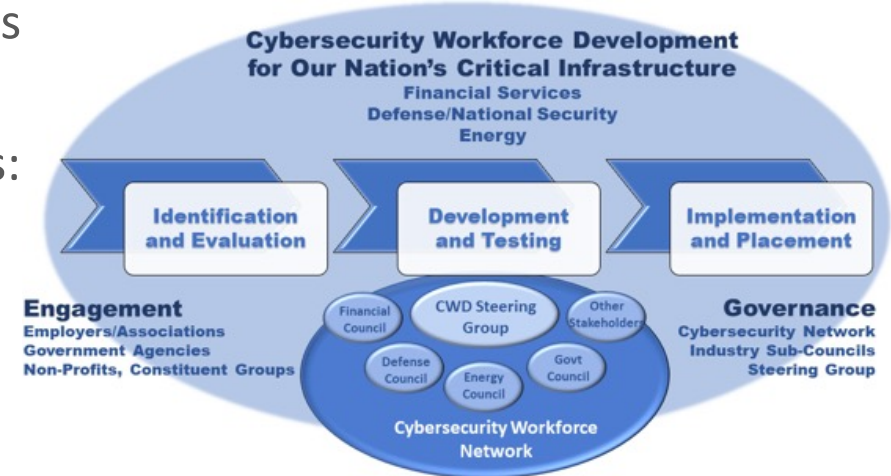 s
s:
Cybersecurity Workforce Development
for Our Nation's Critical Infrastructure
Financial Services
Defense/National Security
Energy
Identification
and Evaluation
Development
and Testing
Implementation
and Placement
Engagement
Employers/Associations
Government Agencies
Non-Profits, Constituent Groups
Financial
Council
CWD Steering
Group
Other
Stakeholders
Defense
Council
Energy
Council
Govt
Council
Cybersecurity Workforce
Network
Governance
Cybersecurity Network
Industry Sub-Councils
Steering Group